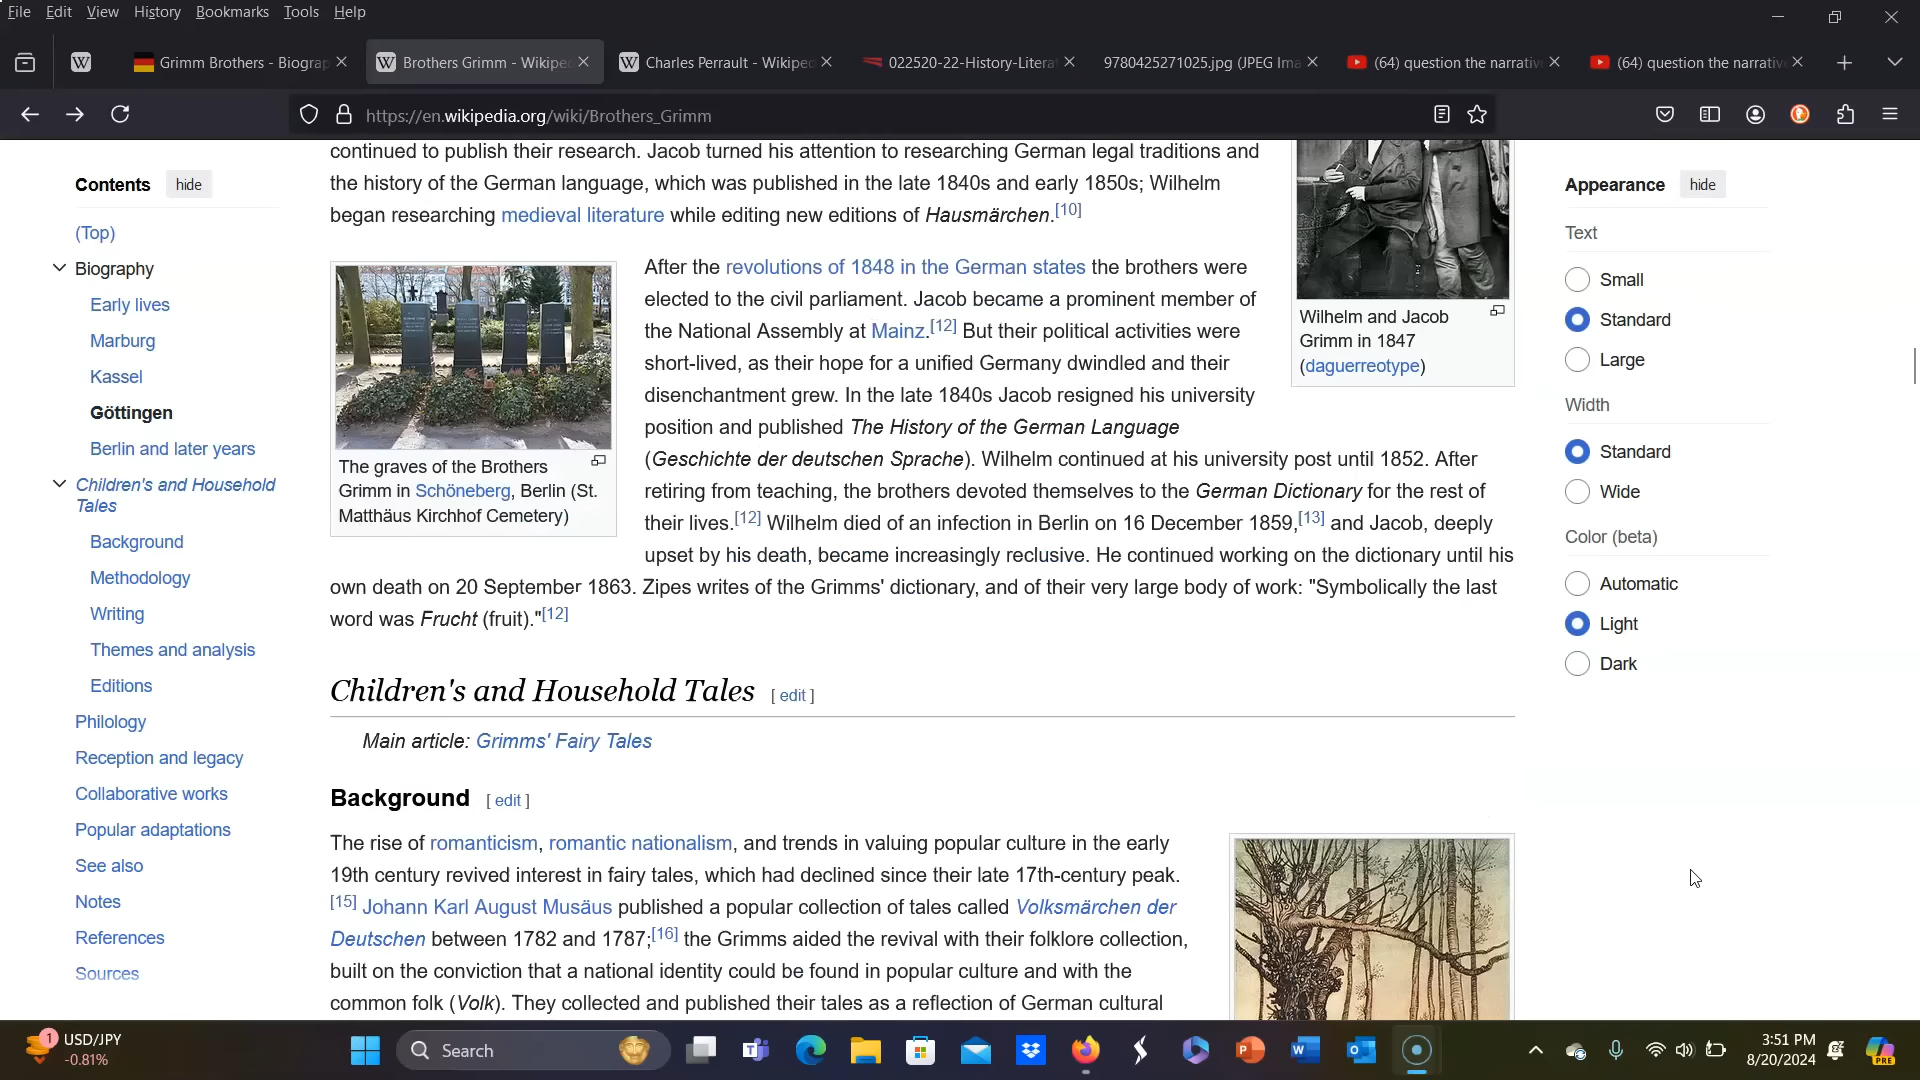 File Edit View History Bookmarks Tools Help
Grimm Brothers - Biograp
Brothers Grimm - Wikipe
Charles Perrault - Wikiped
022520-22-History-Litera
9780425271025.jpg (JPEG Ima
(64) question the narrativ
(64) question the narrativ
https://en.wikipedia.org/wiki/Brothers_Grimm
Contents hide
(Top)
Biography
Early lives
Marburg
Kassel
Göttingen
Berlin and later years
Children's and Household
Tales
Background
Methodology
Writing
Themes and analysis
Editions
Philology
Reception and legacy
Collaborative works
Popular adaptations
See also
Notes
References
Sources
continued to publish their research. Jacob turned his attention to researching German legal traditions and
the history of the German language, which was published in the late 1840s and early 1850s; Wilhelm
began researching medieval literature while editing new editions of Hausmärchen.[10]
The graves of the Brothers
Grimm in Schöneberg, Berlin (St.
Matthäus Kirchhof Cemetery)
After the revolutions of 1848 in the German states the brothers were
elected to the civil parliament. Jacob became a prominent member of
the National Assembly at Mainz.[12] But their political activities were
short-lived, as their hope for a unified Germany dwindled and their
disenchantment grew. In the late 1840s Jacob resigned his university
position and published The History of the German Language
(Geschichte der deutschen Sprache). Wilhelm continued at his university post until 1852. After
retiring from teaching, the brothers devoted themselves to the German Dictionary for the rest of
their lives.[12] Wilhelm died of an infection in Berlin on 16 December 1859,[13] and Jacob, deeply
upset by his death, became increasingly reclusive. He continued working on the dictionary until his
own death on 20 September 1863. Zipes writes of the Grimms' dictionary, and of their very large body of work: "Symbolically the last
word was Frucht (fruit)."[12]
Wilhelm and Jacob
Grimm in 1847
(daguerreotype)
Children's and Household Tales [ edit ]
Main article: Grimms' Fairy Tales
Background [ edit ]
The rise of romanticism, romantic nationalism, and trends in valuing popular culture in the early
19th century revived interest in fairy tales, which had declined since their late 17th-century peak.
[15] Johann Karl August Musäus published a popular collection of tales called Volksmärchen der
Deutschen between 1782 and 1787;[16] the Grimms aided the revival with their folklore collection,
built on the conviction that a national identity could be found in popular culture and with the
common folk (Volk). They collected and published their tales as a reflection of German cultural
Appearance hide
Text
Small
Standard
Large
Width
Standard
Wide
Color (beta)
Automatic
Light
Dark
1
USD/JPY
-0.81%
Search
3:51 PM
8/20/2024
PRE